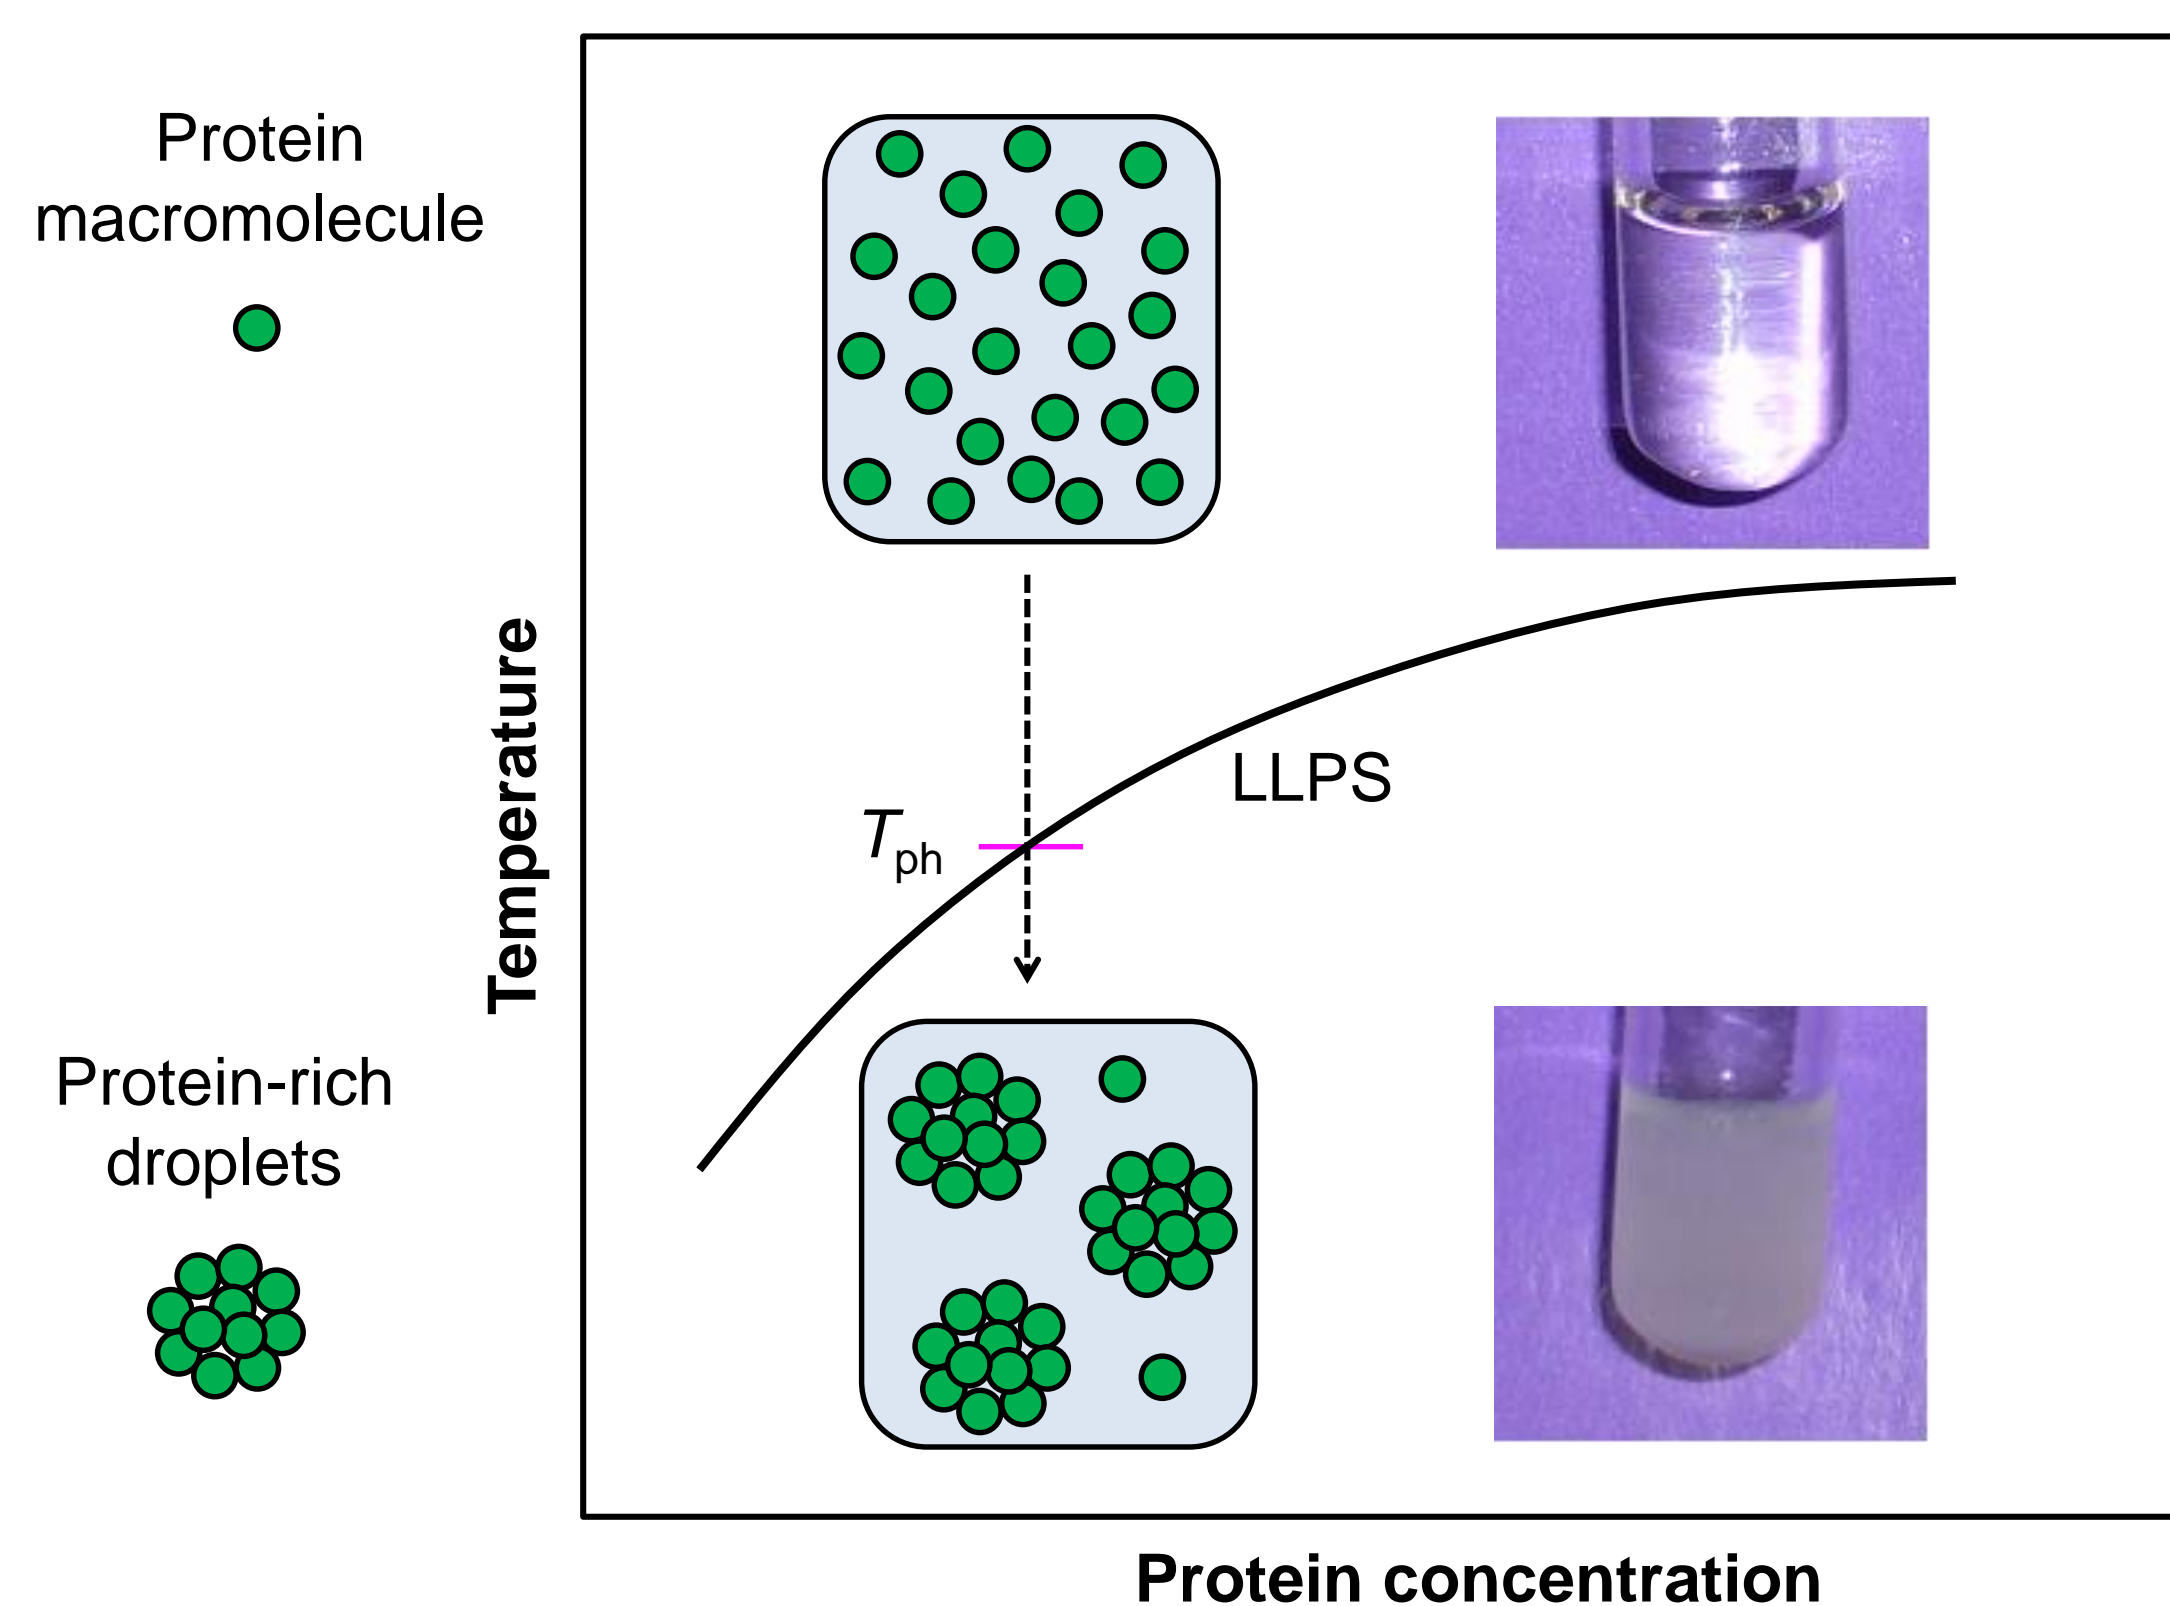 Protein
macromolecule
Temperature
LLPS
Tph
Protein-rich
droplets
Protein concentration